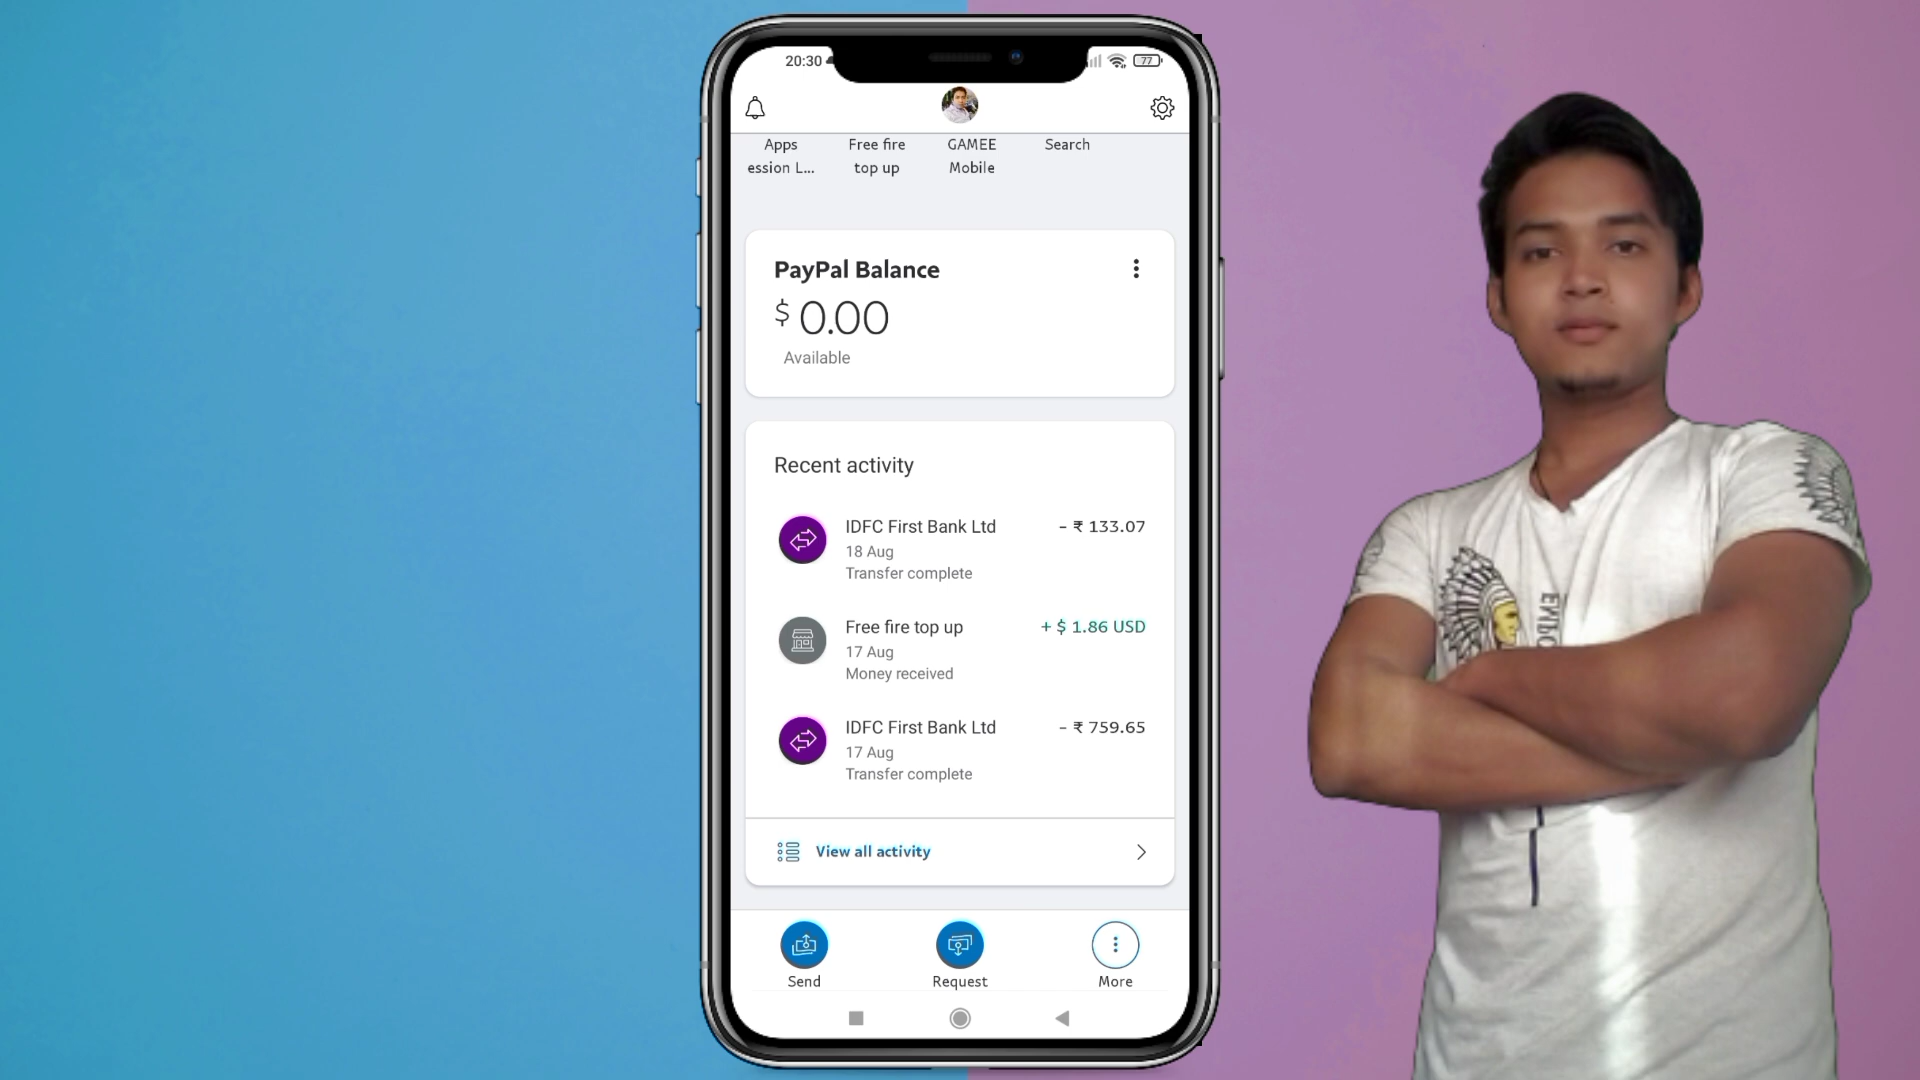 20:30
77
Apps
ession L...
Free fire
top up
GAMEE
Mobile
Search
PayPal Balance
$ 0.00
Available
Recent activity
IDFC First Bank Ltd
- ₹ 133.07
18 Aug
Transfer complete
Free fire top up
+ $ 1.86 USD
17 Aug
Money received
IDFC First Bank Ltd
- ₹ 759.65
17 Aug
Transfer complete
View all activity
Send
Request
More